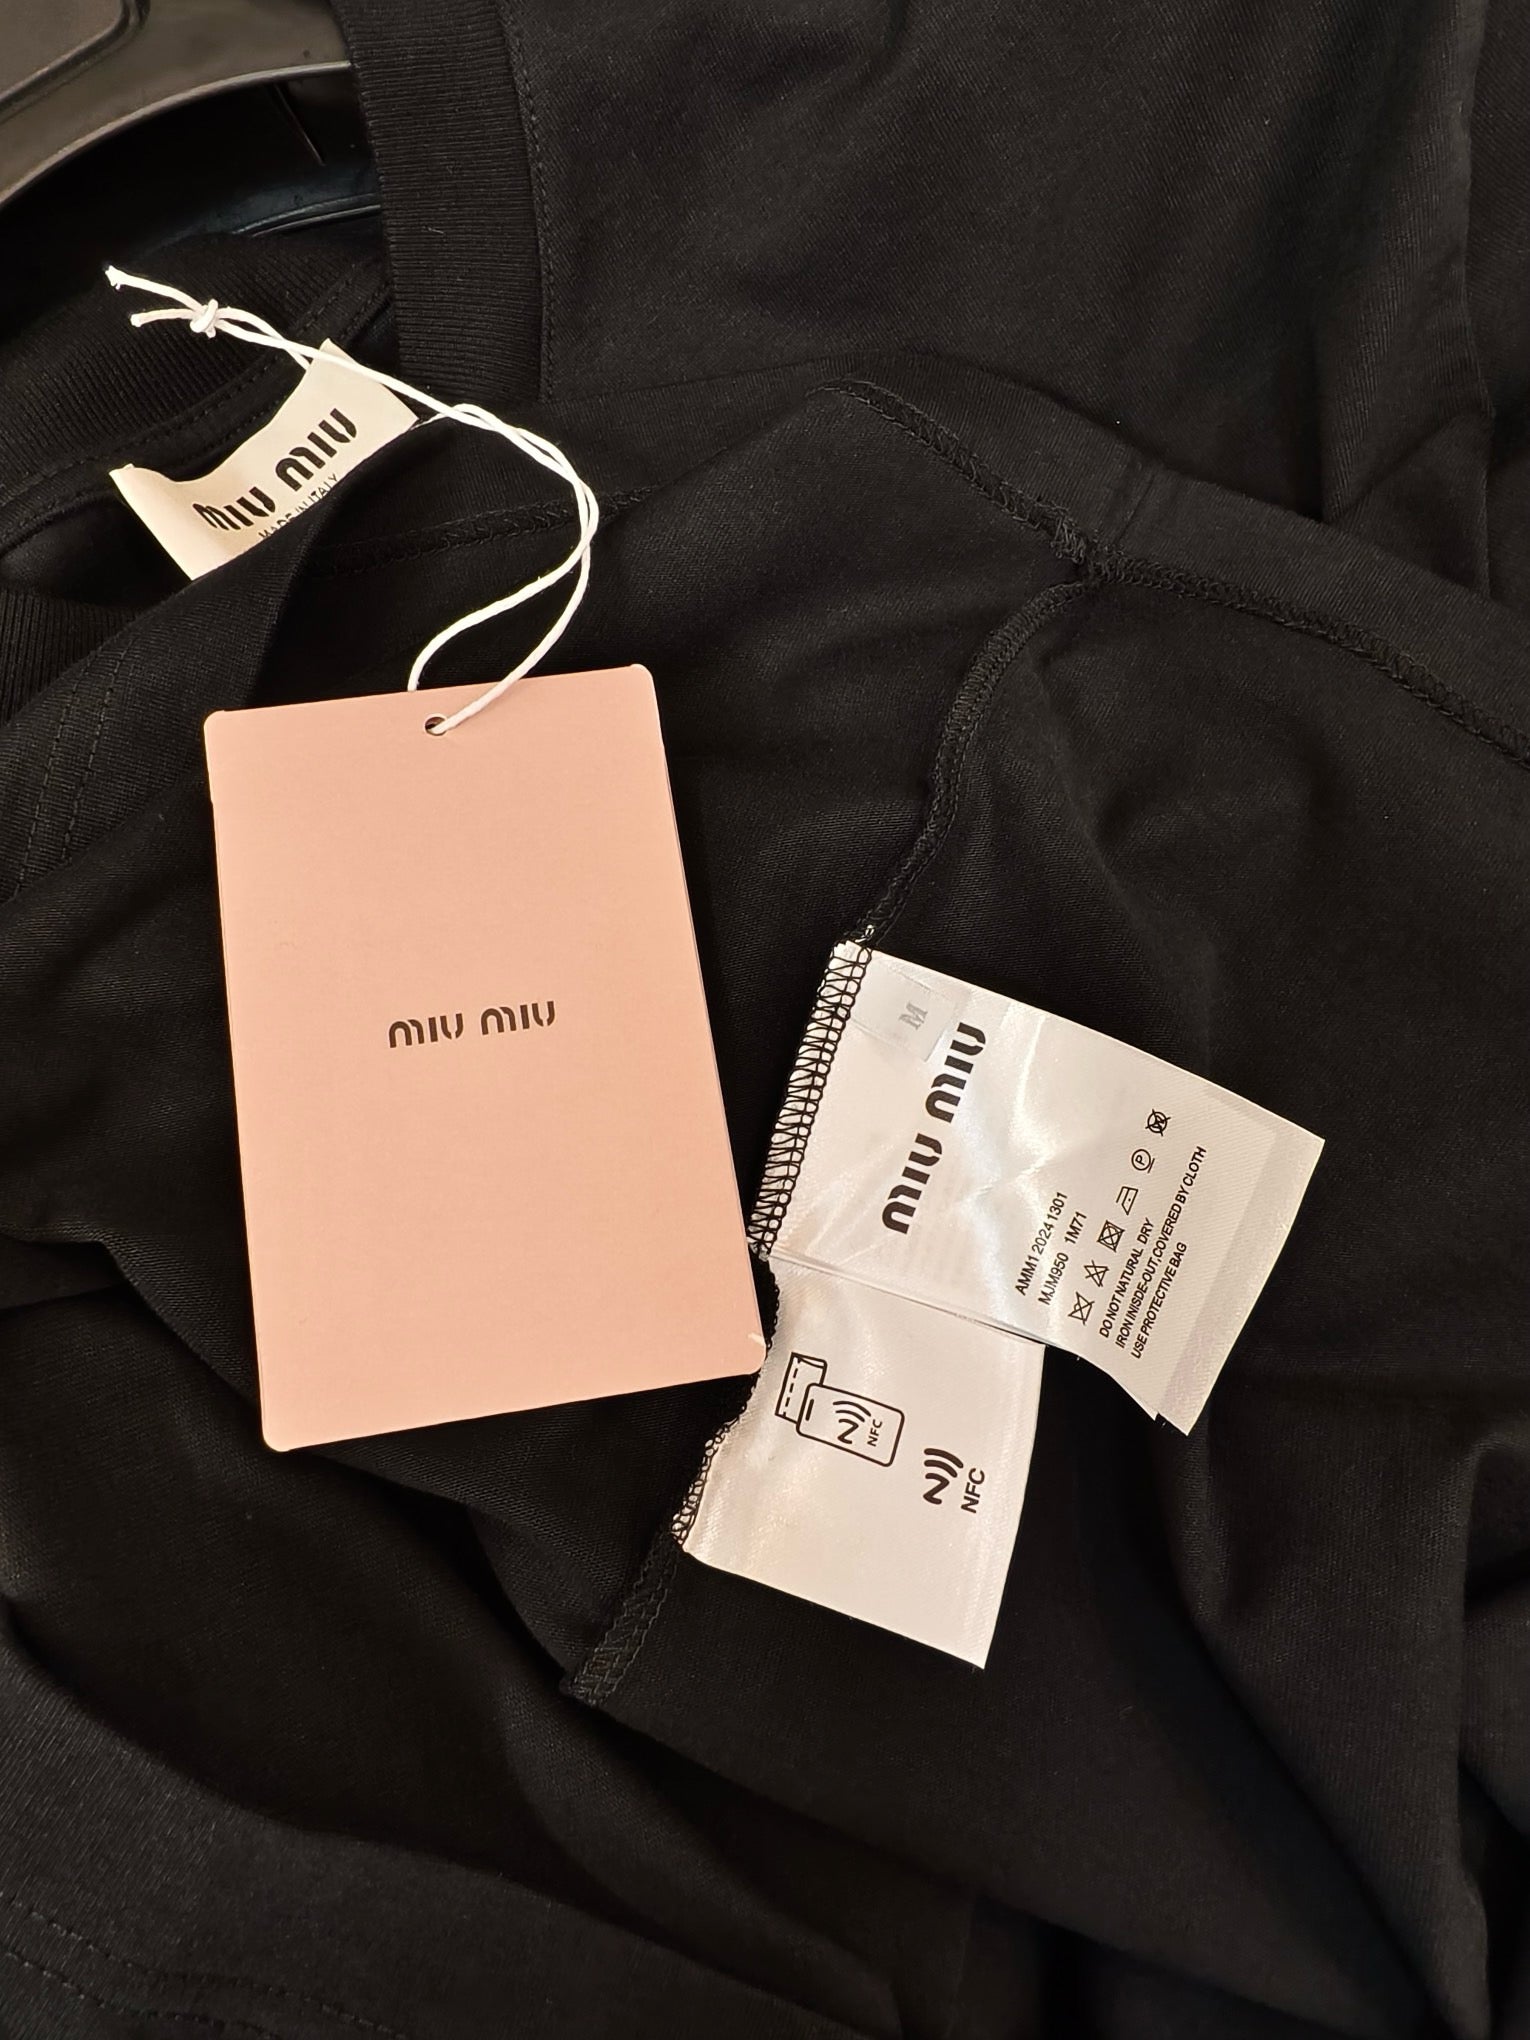 MIU MIU
MADE IN ITALY
MIU MIU
M
MIU MIU
AMM1 2024 1301
MJM950 1M71
P
DO NOT NATURAL DRY
IRON INISDE-OUT,COVERED BY CLOTH
USE PROTECTIVE BAG
NFC
NFC